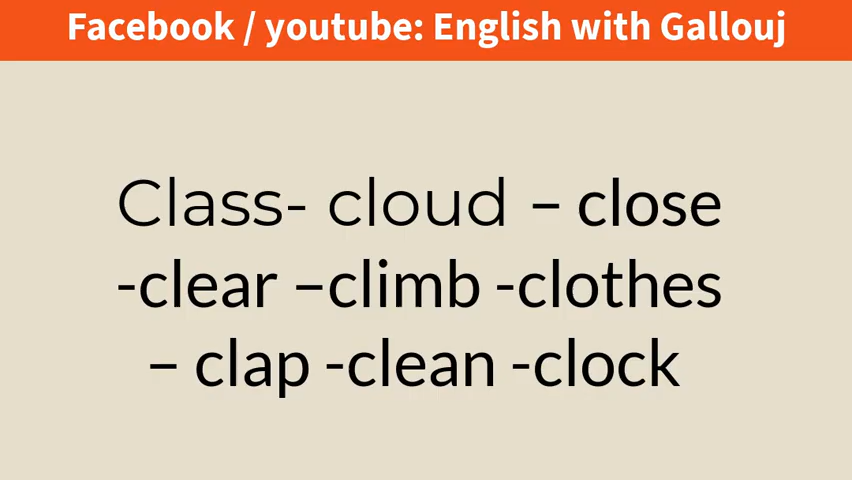 Facebook / youtube: English with Gallouj
Class- cloud – close
-clear –climb -clothes
– clap -clean -clock